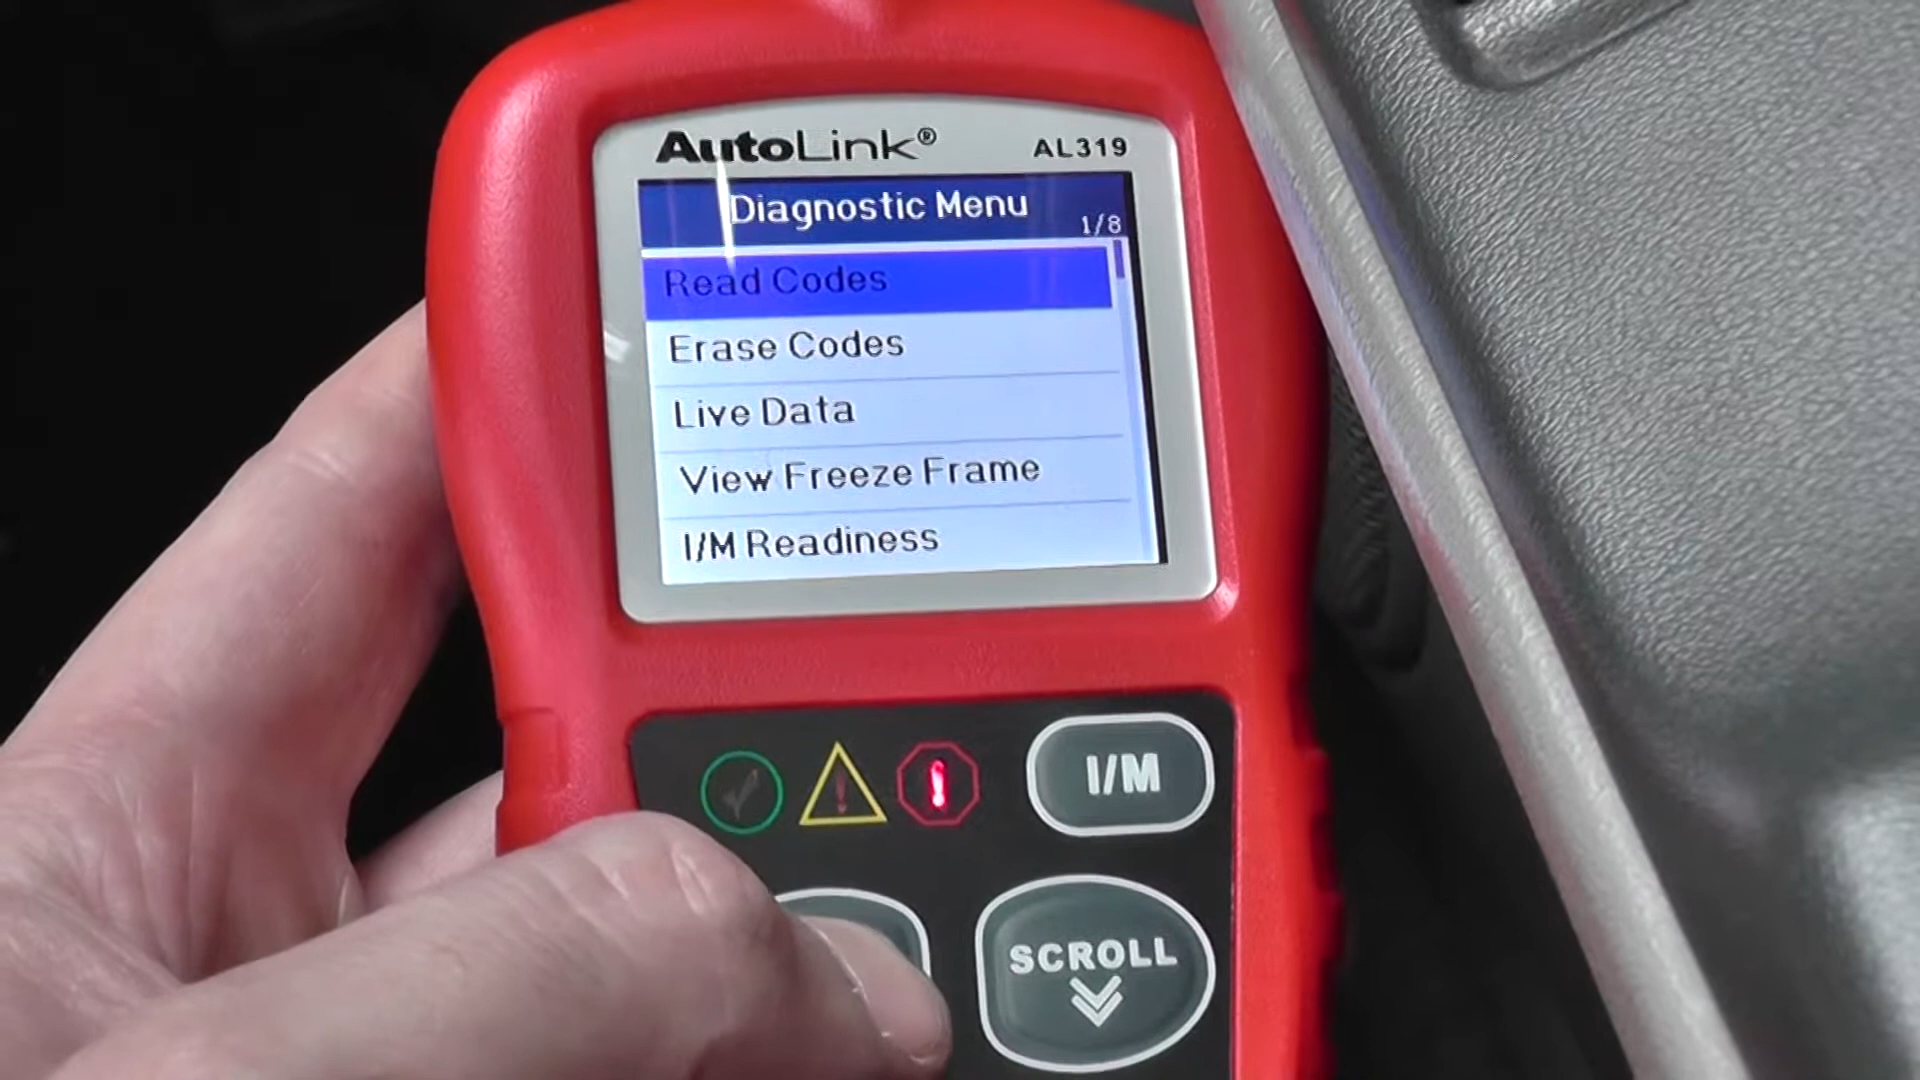 AutoLink® AL319
Diagnostic Menu
1/8
Read Codes
Erase Codes
Live Data
View Freeze Frame
I/M Readiness
I/M
SCROLL